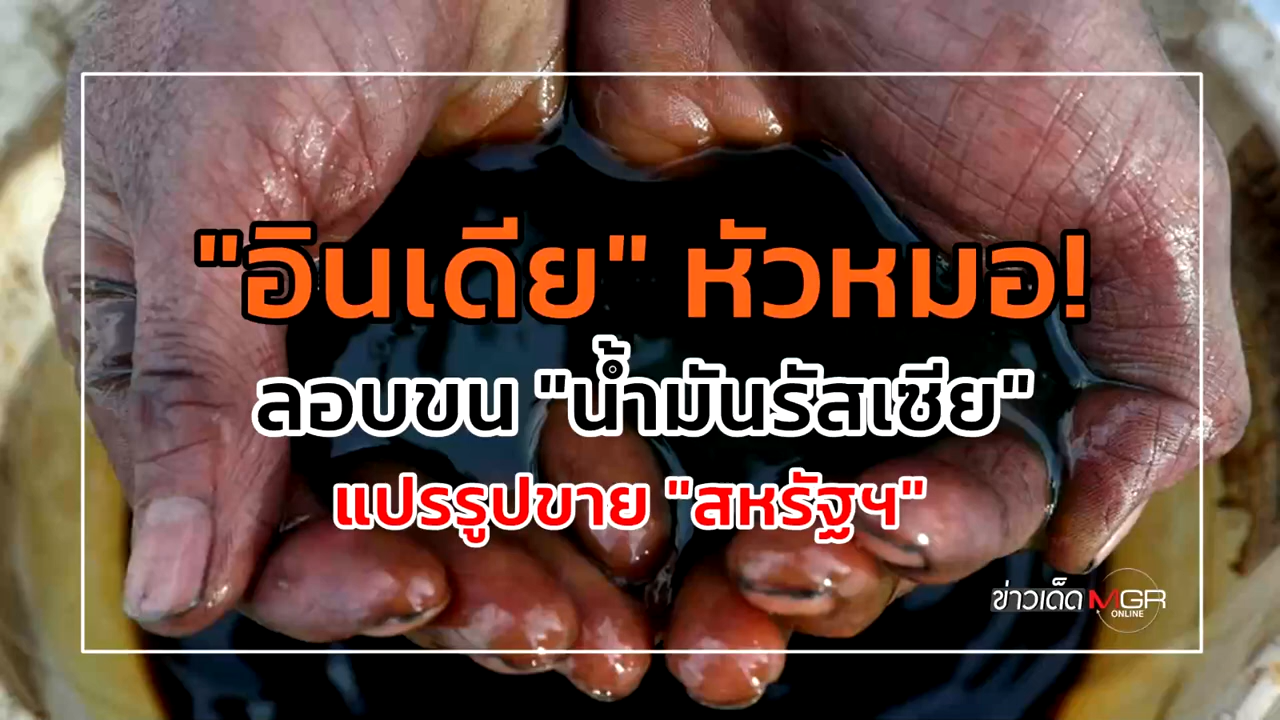 "อินเดีย" หัวหมอ!
ลอบขน "น้ำมันรัสเซีย"
แปรรูปขาย "สหรัฐฯ"
ข่าวเด็ด MGR
ONLINE